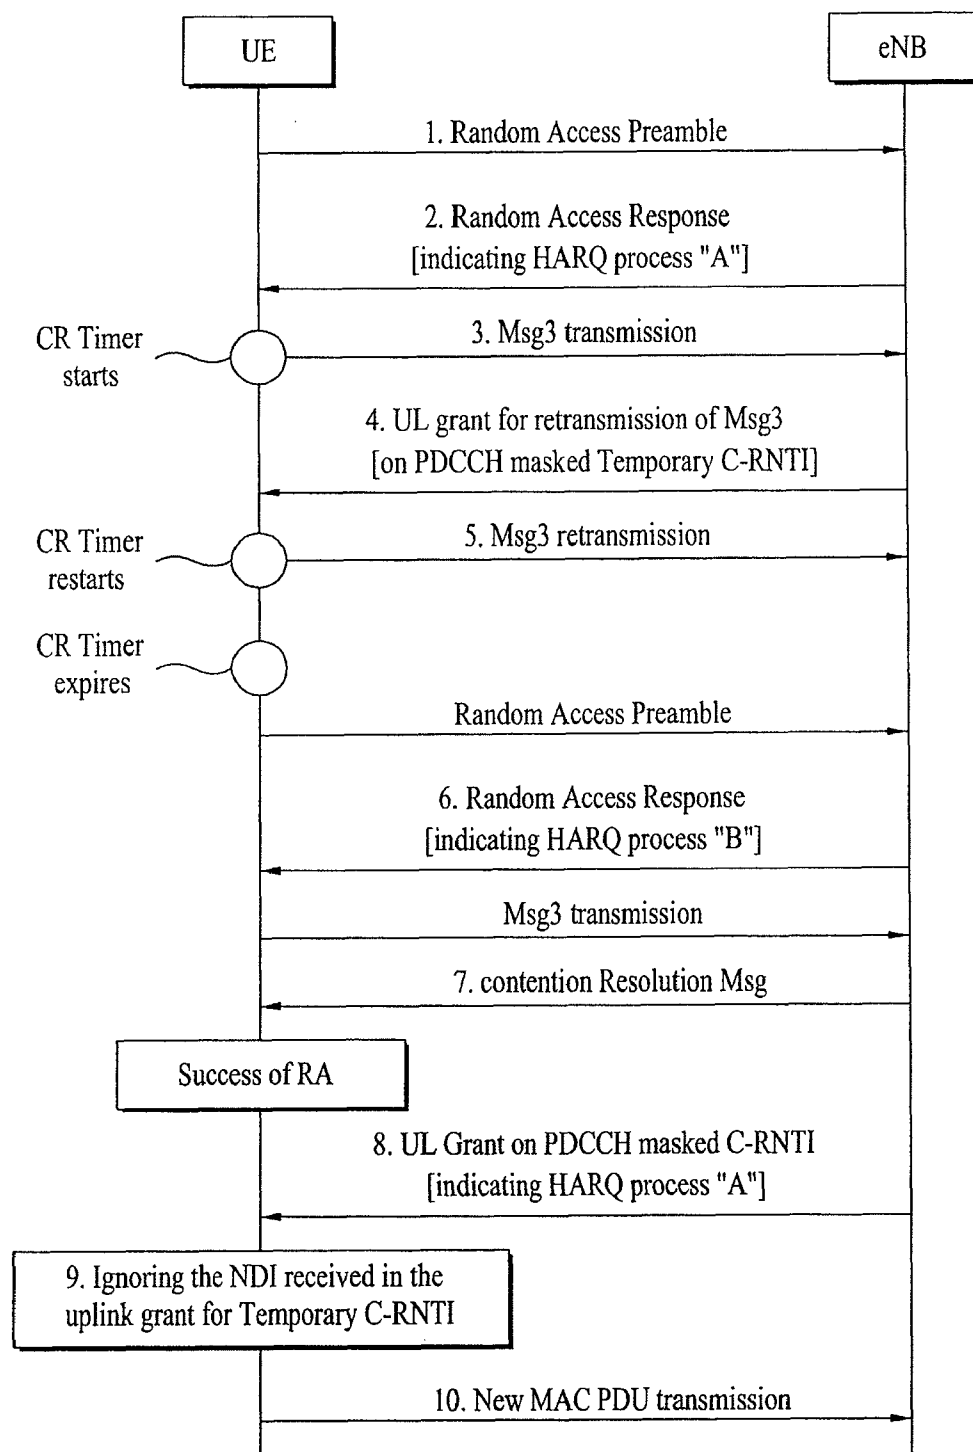 UE
eNB
1. Random Access Preamble
2. Random Access Response
[indicating HARQ process "A"]
CR Timer
starts
3. Msg3 transmission
4. UL grant for retransmission of Msg3
[on PDCCH masked Temporary C-RNTI]
CR Timer
restarts
5. Msg3 retransmission
CR Timer
expires
Random Access Preamble
6. Random Access Response
[indicating HARQ process "B"]
Msg3 transmission
7. contention Resolution Msg
Success of RA
8. UL Grant on PDCCH masked C-RNTI
[indicating HARQ process "A"]
9. Ignoring the NDI received in the
uplink grant for Temporary C-RNTI
10. New MAC PDU transmission